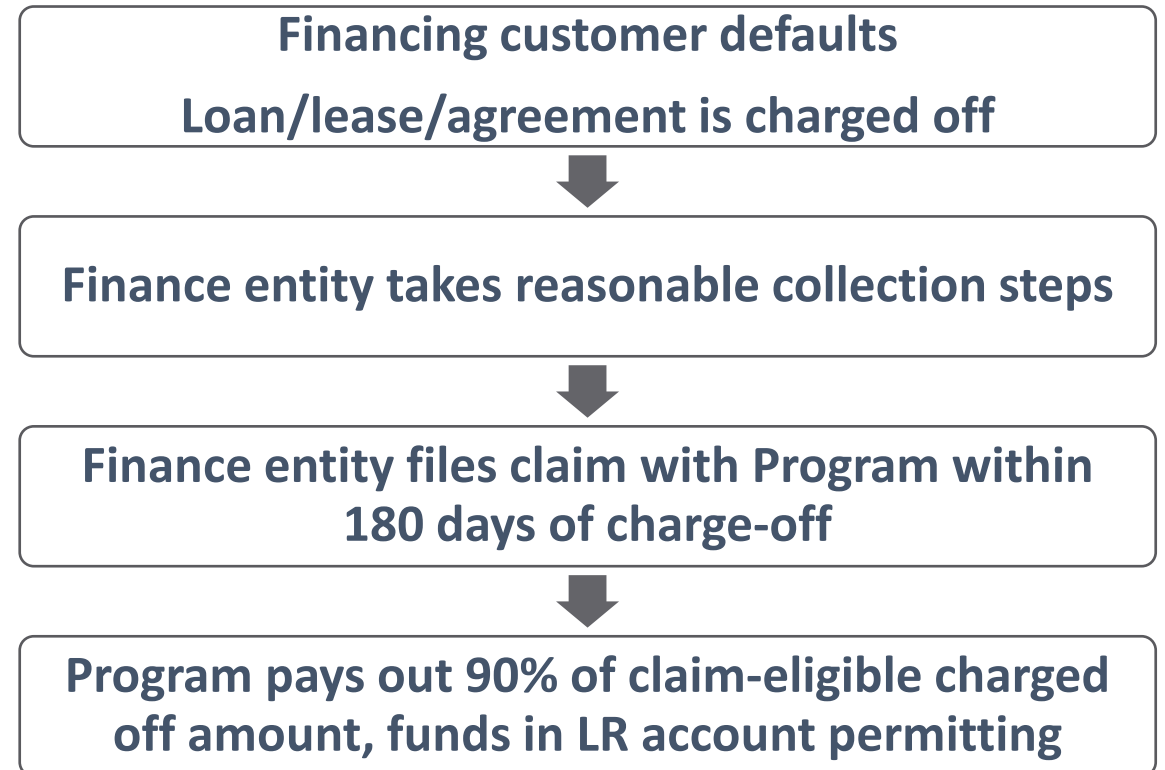 Financing customer defaults
Loan/lease/agreement is charged off
Finance entity takes reasonable collection steps
Finance entity files claim with Program within
180 days of charge-off
Program pays out 90% of claim-eligible charged
off amount, funds in LR account permitting